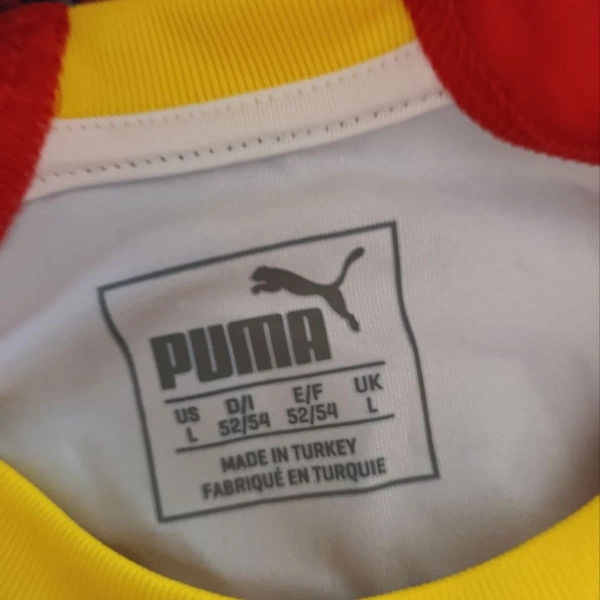 PUMA
US D/I E/F UK
L 52/54 52/54 L
MADE IN TURKEY
FABRIQUÉ EN TURQUIE